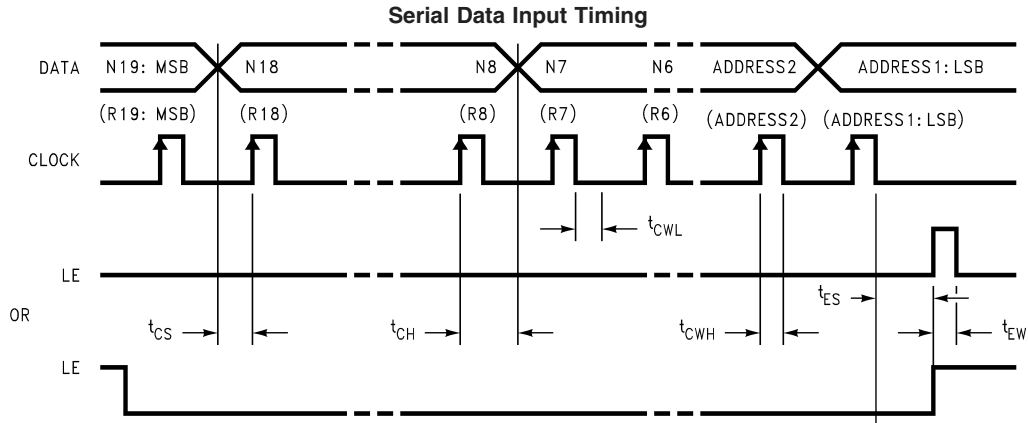 Serial Data Input Timing
DATA N19: MSB N18 N8 N7 N6 ADDRESS2 ADDRESS1:LSB
(R19: MSB) (R18) (R8) (R7) (R6) (ADDRESS2) (ADDRESS1:LSB)
CLOCK
tCWL
LE
tES
OR
tCS tCH tCWH tEW
LE